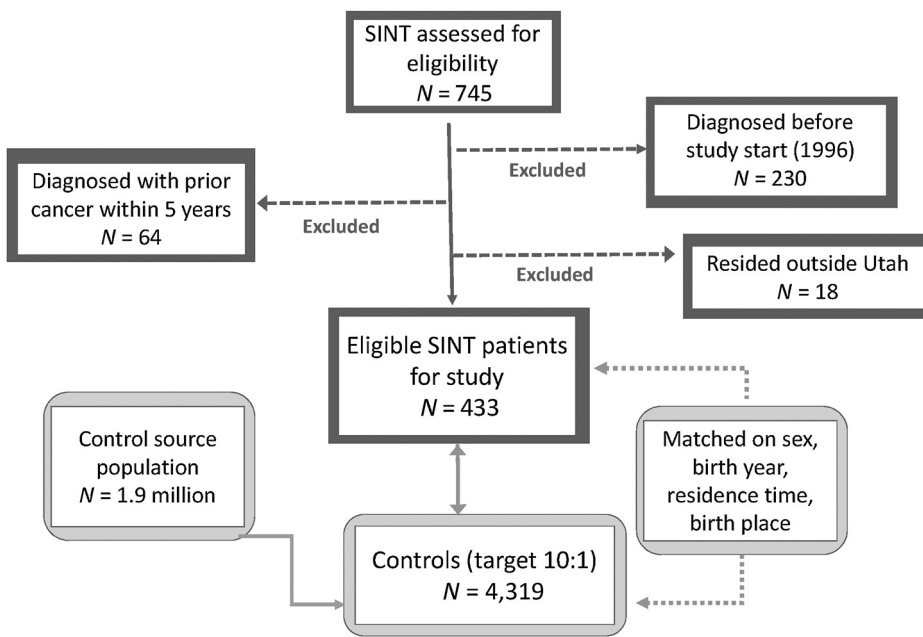 SINT assessed for
eligibility
N = 745
Diagnosed before
study start (1996)
N = 230
Excluded
Diagnosed with prior
cancer within 5 years
N = 64
Excluded
Excluded
Resided outside Utah
N = 18
Eligible SINT patients
for study
N = 433
Control source
population
N = 1.9 million
Matched on sex,
birth year,
residence time,
birth place
Controls (target 10:1)
N = 4,319